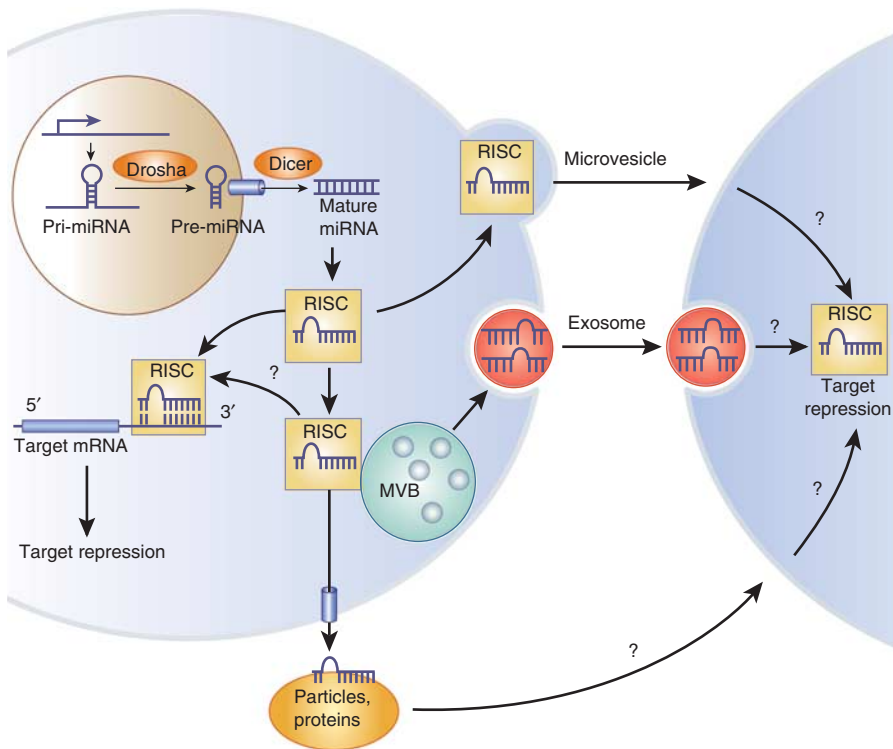 Drosha
Dicer
Pri-miRNA
Pre-miRNA
Mature
miRNA
RISC
Microvesicle
?
RISC
RISC
?
5′
3′
Target mRNA
Target repression
RISC
MVB
Exosome
?
RISC
Target
repression
?
?
Particles,
proteins